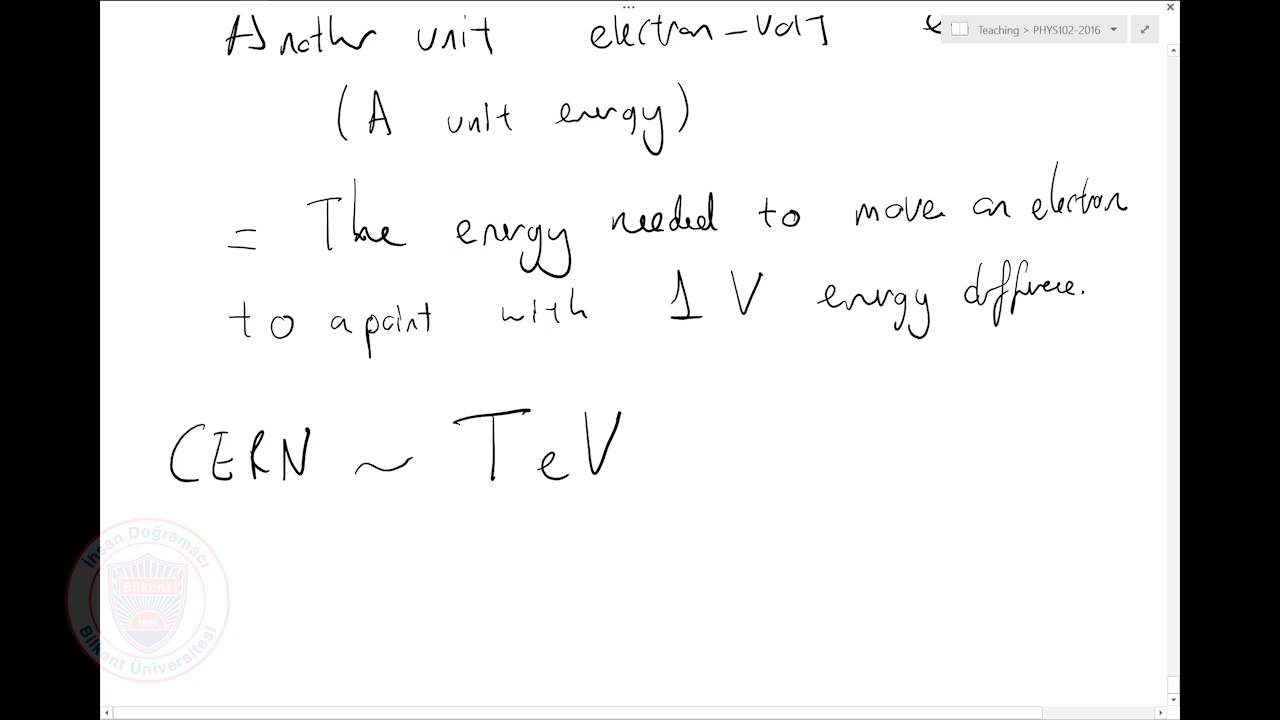 Another unit electron-Volt e
Teaching > PHYS102-2016
(A unit energy)
= The energy needed to move an electron
to a point with 1 V energy difference.
CERN ~ TeV
İhsan Doğramacı
Bilkent
1984
Bilkent Üniversitesi